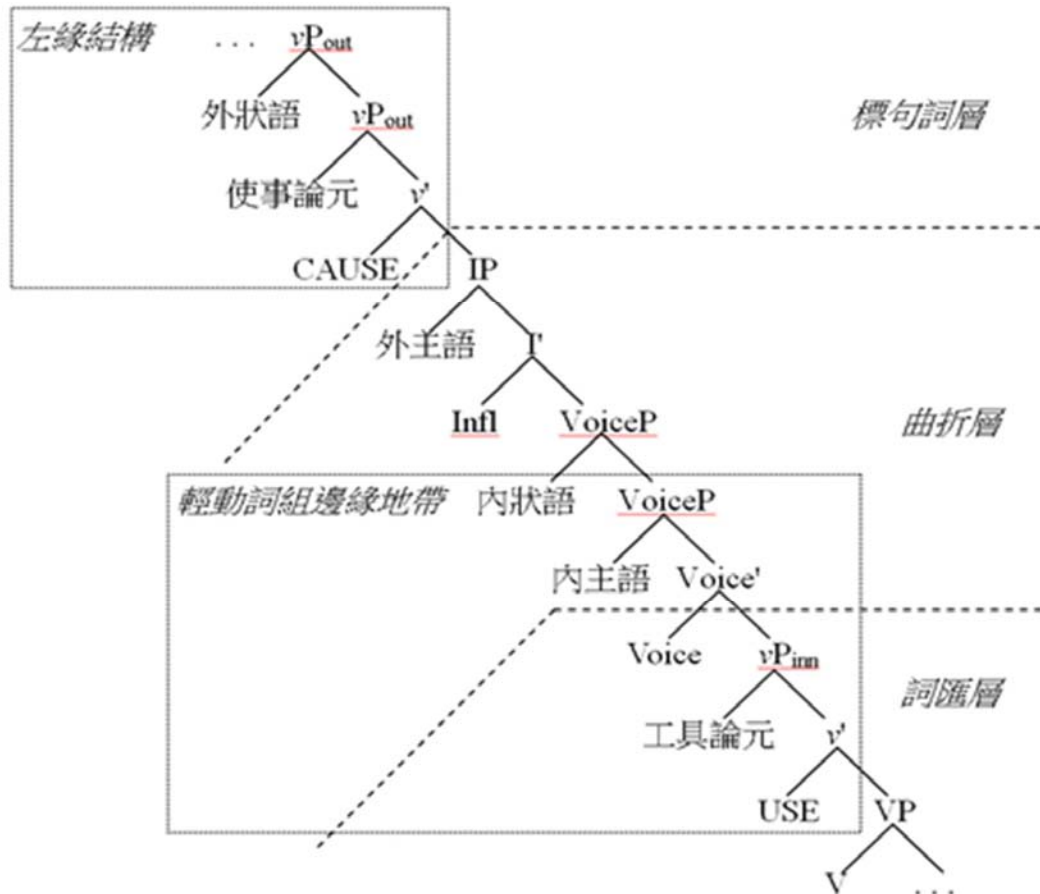 左緣結構 ... vPout
外狀語 vPout 標句詞層
使事論元 v'
CAUSE IP
外主語 I'
Infl VoiceP 曲折層
輕動詞組邊緣地帶 內狀語 VoiceP
內主語 Voice'
Voice vPinn
詞匯層
工具論元 v'
USE VP
V ...